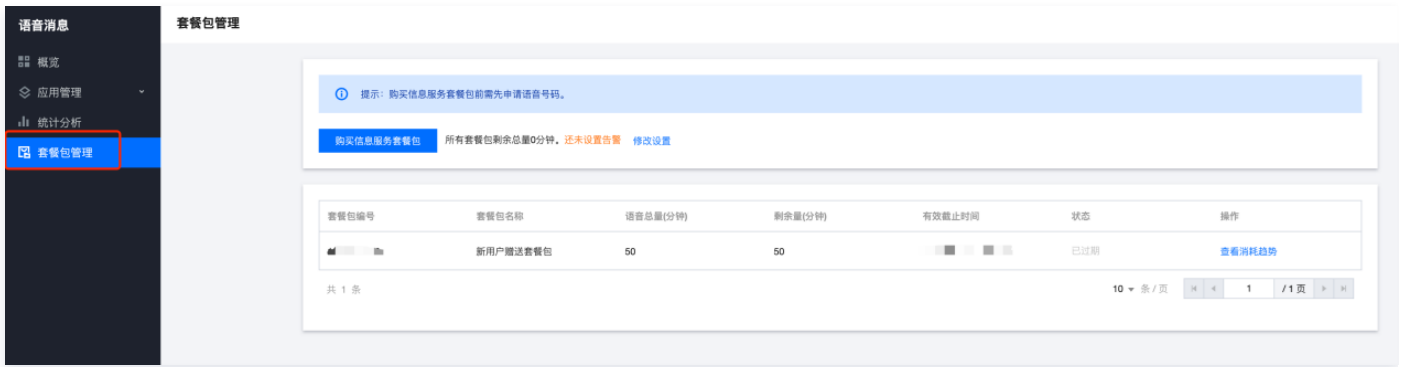 语音消息
套餐包管理
概览
应用管理
统计分析
套餐包管理
提示：购买信息服务套餐包前需先申请语音号码。
购买信息服务套餐包 所有套餐包剩余总量0分钟，还未设置告警 修改设置
套餐包编号 套餐包名称 语音总量(分钟) 剩余量(分钟) 有效截止时间 状态 操作
新用户赠送套餐包 50 50 已过期 查看消耗趋势
共 1 条 10 条 / 页 1 / 1 页